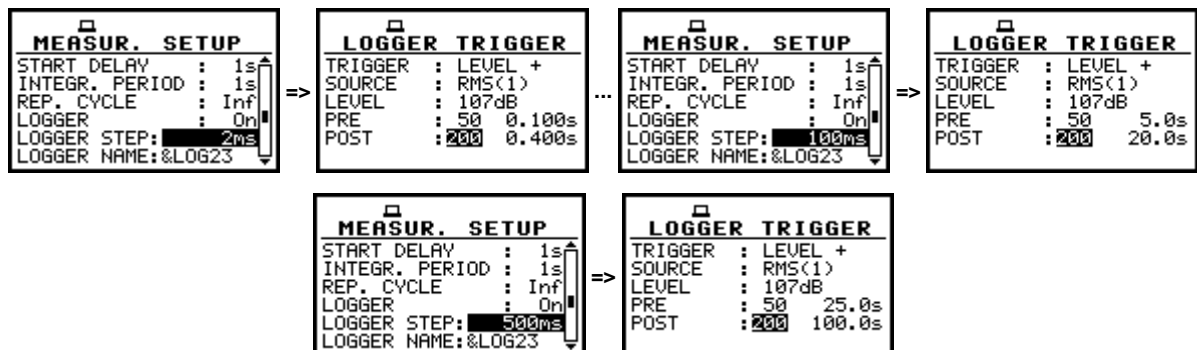 MEASUR. SETUP
START DELAY : 1s
INTEGR. PERIOD : 1s
REP. CYCLE : Inf
LOGGER : On
LOGGER STEP: 2ms
LOGGER NAME:&LOG23
=>
LOGGER TRIGGER
TRIGGER : LEVEL +
SOURCE : RMS(1)
LEVEL : 107dB
PRE : 50 0.100s
POST :200 0.400s
...
MEASUR. SETUP
START DELAY : 1s
INTEGR. PERIOD : 1s
REP. CYCLE : Inf
LOGGER : On
LOGGER STEP: 100ms
LOGGER NAME:&LOG23
=>
LOGGER TRIGGER
TRIGGER : LEVEL +
SOURCE : RMS(1)
LEVEL : 107dB
PRE : 50 5.0s
POST :200 20.0s
MEASUR. SETUP
START DELAY : 1s
INTEGR. PERIOD : 1s
REP. CYCLE : Inf
LOGGER : On
LOGGER STEP: 500ms
LOGGER NAME:&LOG23
=>
LOGGER TRIGGER
TRIGGER : LEVEL +
SOURCE : RMS(1)
LEVEL : 107dB
PRE : 50 25.0s
POST :200 100.0s